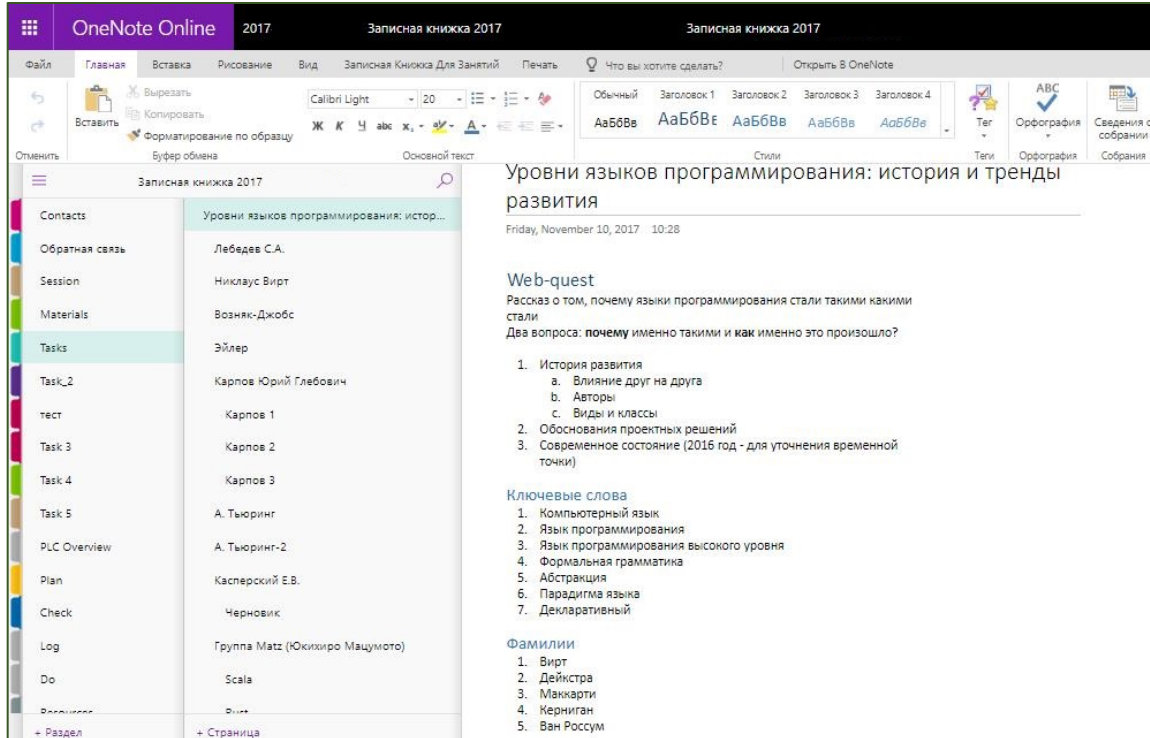 OneNote Online 2017 Записная книжка 2017 Записная книжка 2017
Файл Главная Вставка Рисование Вид Записная Книжка Для Занятий Печать Что вы хотите сделать? Открыть В OneNote
Вставить
Вырезать
Копировать
Форматирование по образцу
Calibri Light 20
Ж К Ч abc x₂ A
Обычный Заголовок 1 Заголовок 2 Заголовок 3 Заголовок 4
АаБбВв АаБбВв АаБбВв АаБбВв АаБбВв
Тег
ABC
Орфография
Сведения о
собрании
Отменить Буфер обмена Основной текст Стили Теги Орфография Собрания
Записная книжка 2017
Contacts
Обратная связь
Session
Materials
Tasks
Task_2
тест
Task 3
Task 4
Task 5
PLC Overview
Plan
Check
Log
Do
Resources
+ Раздел
Уровни языков программирования: истор...
Лебедев С.А.
Никлаус Вирт
Возняк-Джобс
Эйлер
Карпов Юрий Глебович
Карпов 1
Карпов 2
Карпов 3
А. Тьюринг
А. Тьюринг-2
Касперский Е.В.
Черновик
Группа Matz (Юкихиро Мацумото)
Scala
Rust
+ Страница
Уровни языков программирования: история и тренды
развития
Friday, November 10, 2017 10:28
Web-quest
Рассказ о том, почему языки программирования стали такими какими
стали
Два вопроса: почему именно такими и как именно это произошло?
1. История развития
a. Влияние друг на друга
b. Авторы
c. Виды и классы
2. Обоснования проектных решений
3. Современное состояние (2016 год - для уточнения временной
точки)
Ключевые слова
1. Компьютерный язык
2. Язык программирования
3. Язык программирования высокого уровня
4. Формальная грамматика
5. Абстракция
6. Парадигма языка
7. Декларативный
Фамилии
1. Вирт
2. Дейкстра
3. Маккарти
4. Керниган
5. Ван Россум